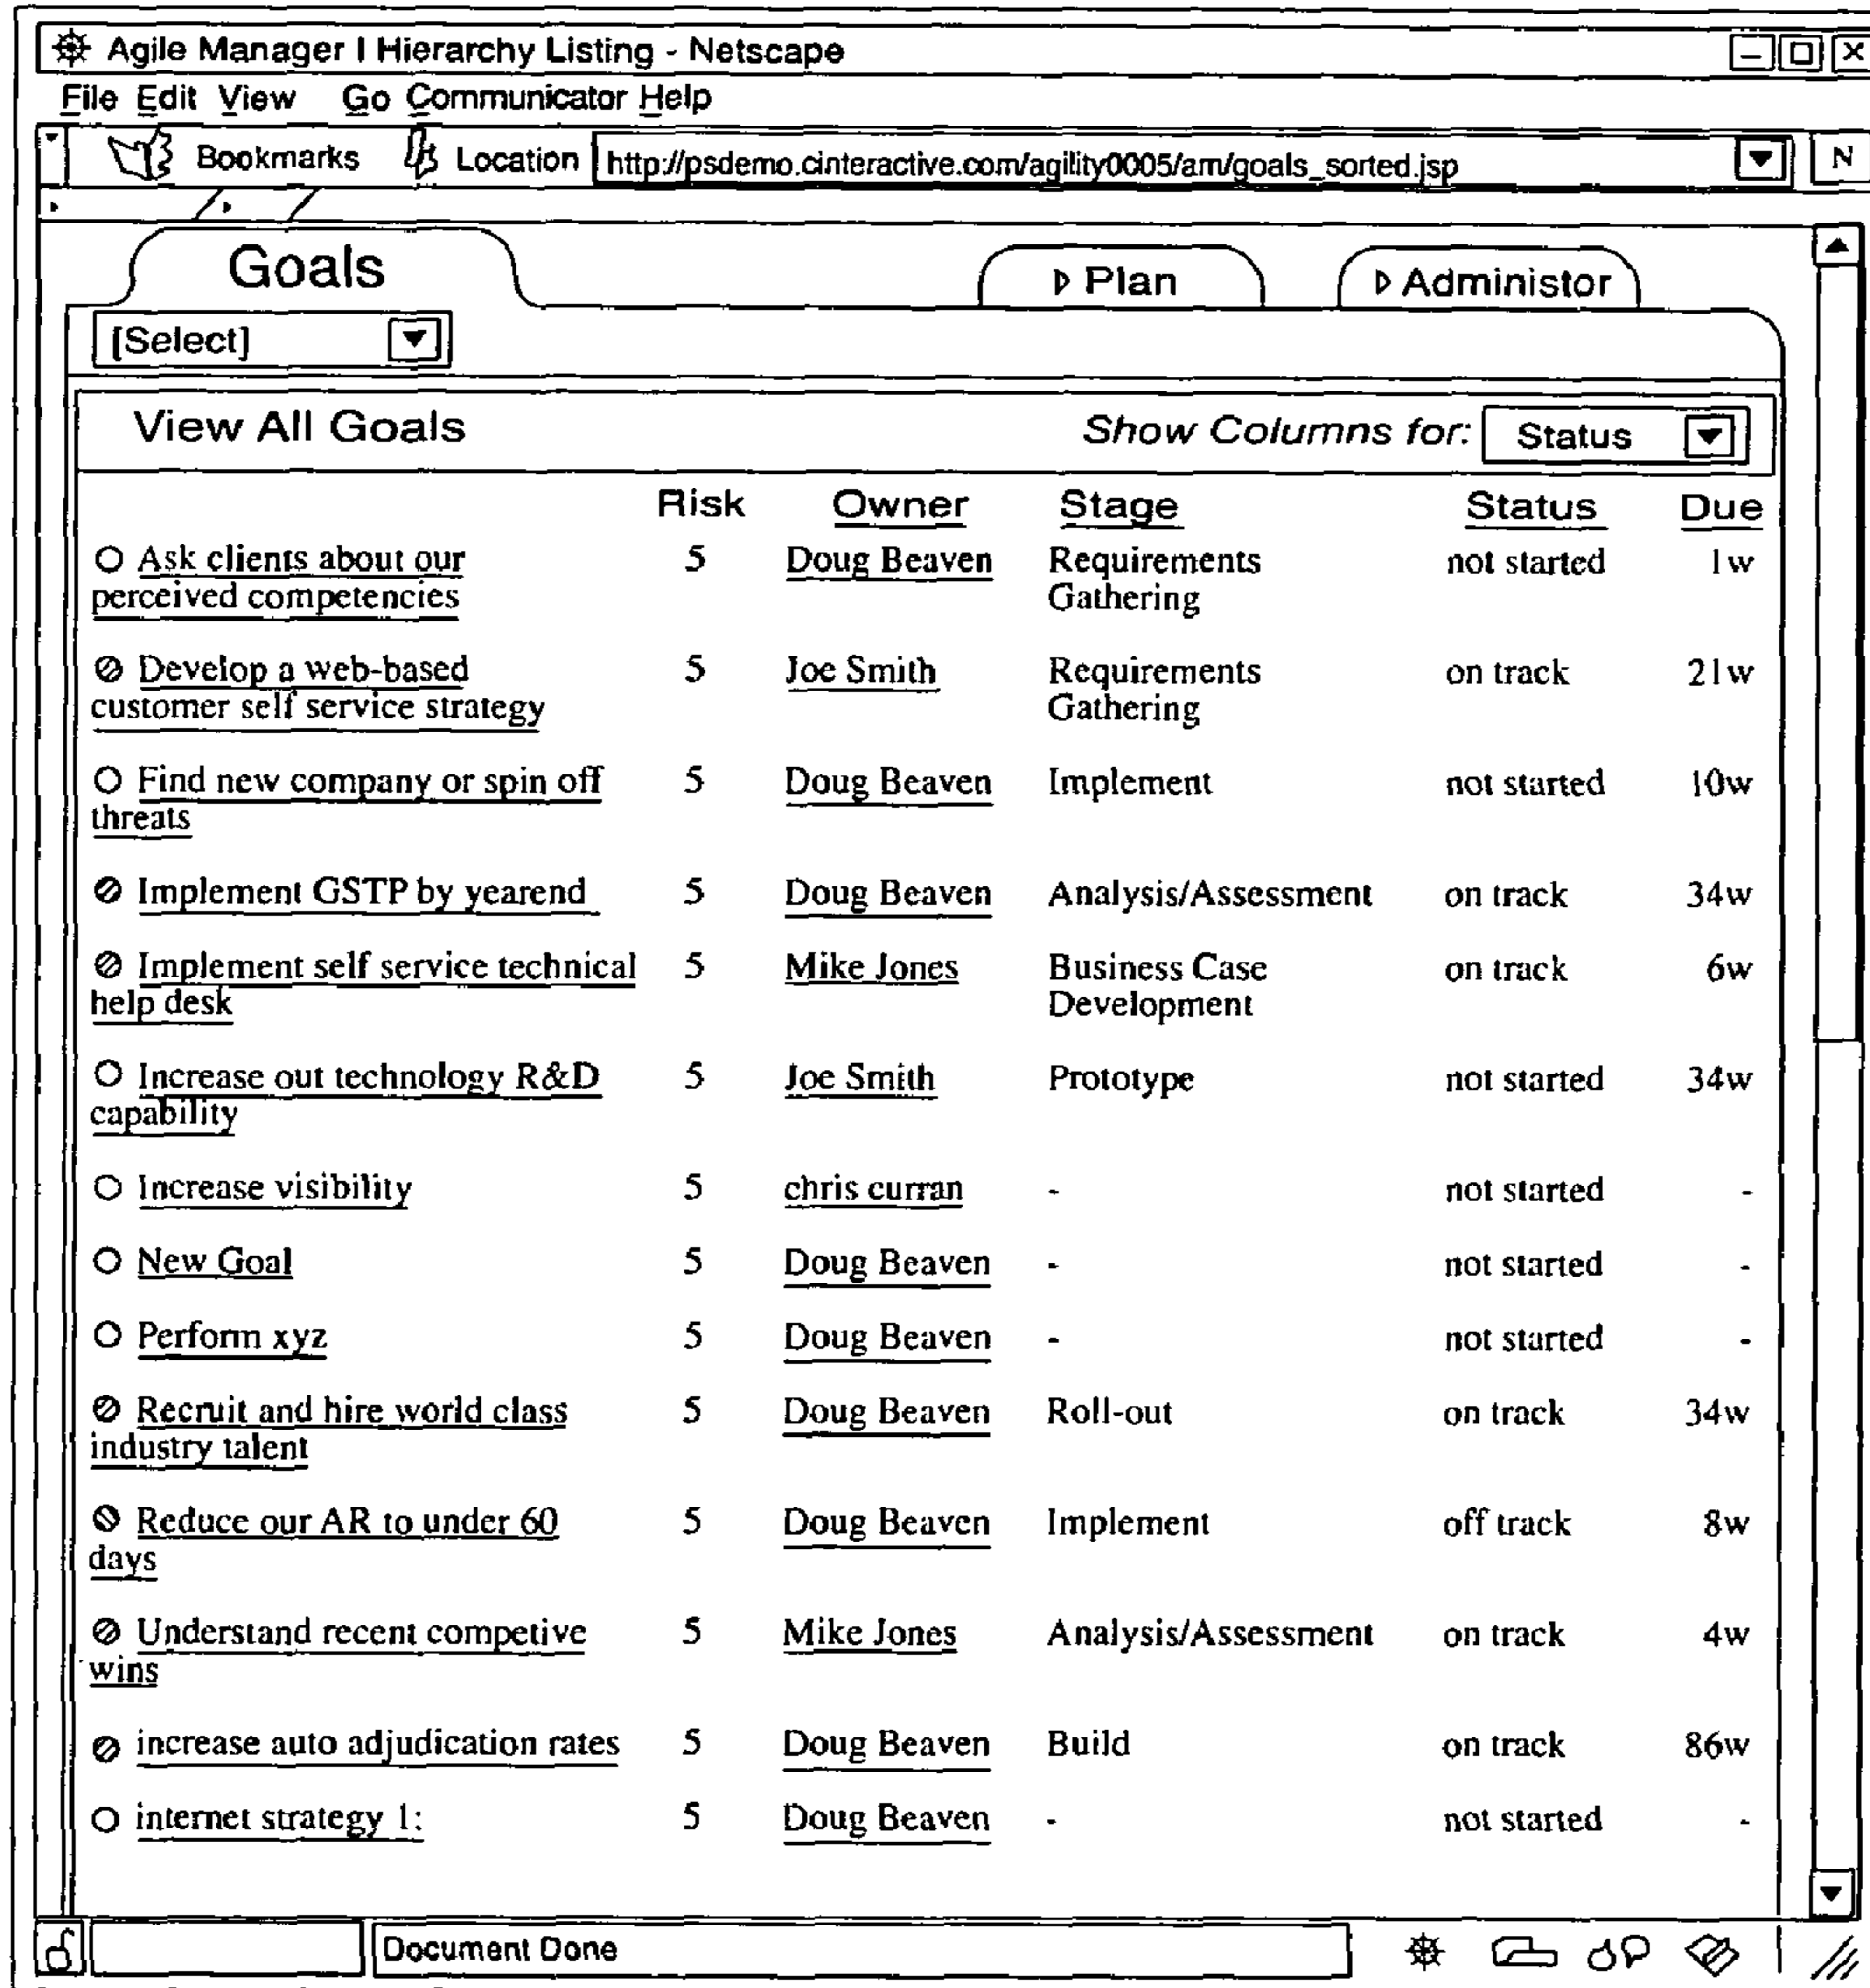 Agile Manager I Hierarchy Listing - Netscape
File Edit View Go Communicator Help
Bookmarks Location http://psdemo.cinteractive.com/agility0005/am/goals_sorted.jsp N
Goals Plan Administor
[Select]
View All Goals Show Columns for: Status
Risk Owner Stage Status Due
Ask clients about our 5 Doug Beaven Requirements not started 1w
perceived competencies Gathering
Develop a web-based 5 Joe Smith Requirements on track 21w
customer self service strategy Gathering
Find new company or spin off 5 Doug Beaven Implement not started 10w
threats
Implement GSTP by yearend 5 Doug Beaven Analysis/Assessment on track 34w
Implement self service technical 5 Mike Jones Business Case on track 6w
help desk Development
Increase out technology R&D 5 Joe Smith Prototype not started 34w
capability
Increase visibility 5 chris curran - not started -
New Goal 5 Doug Beaven - not started -
Perform xyz 5 Doug Beaven - not started -
Recruit and hire world class 5 Doug Beaven Roll-out on track 34w
industry talent
Reduce our AR to under 60 5 Doug Beaven Implement off track 8w
days
Understand recent competive 5 Mike Jones Analysis/Assessment on track 4w
wins
increase auto adjudication rates 5 Doug Beaven Build on track 86w
internet strategy 1: 5 Doug Beaven - not started -
Document Done